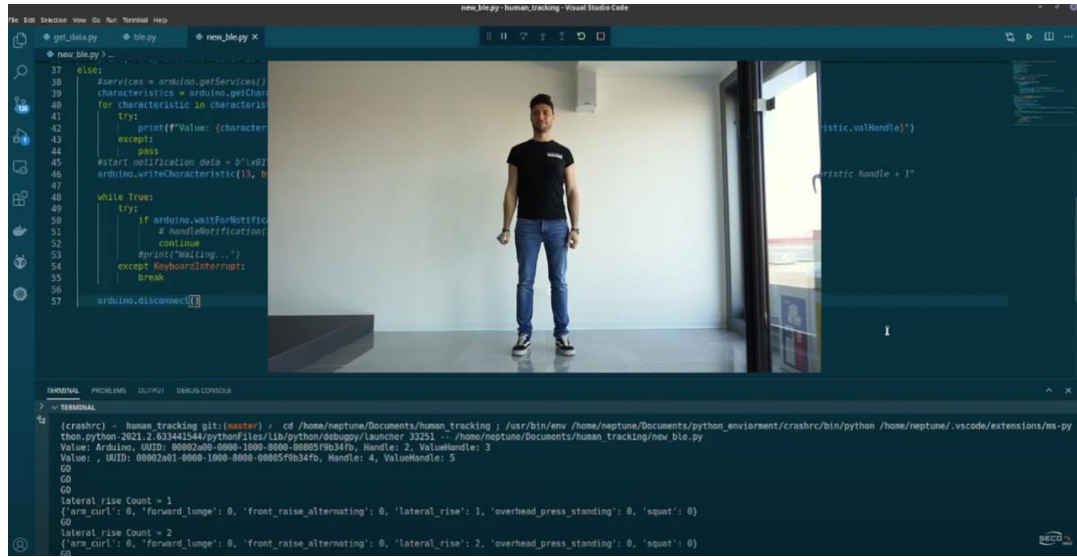 new_ble.py - human_tracking - Visual Studio Code
File Edit Selection View Go Run Terminal Help
get_data.py ble.py new_ble.py
new_ble.py > ...
37 else:
38 #services = arduino.getServices()
39 characteristics = arduino.getChara
40 for characteristic in characterist
41 try:
42 print(f"Value: {character ristic.valHandle}")
43 except:
44 pass
45 #start notification data = b'\x01
46 arduino.writeCharacteristic(13, b eristic handle + 1"
47
48 while True:
49 try:
50 if arduino.waitForNotifica
51 # handleNotification(
52 continue
53 #print("Waiting...")
54 except KeyboardInterrupt:
55 break
56
57 arduino.disconnect()
TERMINAL PROBLEMS OUTPUT DEBUG CONSOLE
TERMINAL
(crashrc) - human_tracking git:(master) cd /home/neptune/Documents/human_tracking ; /usr/bin/env /home/neptune/Documents/python_enviorment/crashrc/bin/python /home/neptune/.vscode/extensions/ms-py
thon.python-2021.2.633441544/pythonFiles/lib/python/debugpy/launcher 33251 -- /home/neptune/Documents/human_tracking/new_ble.py
Value: Arduino, UUID: 00002a00-0000-1000-8000-00805f9b34fb, Handle: 2, ValueHandle: 3
Value: , UUID: 00002a01-0000-1000-8000-00805f9b34fb, Handle: 4, ValueHandle: 5
GO
GO
GO
lateral_rise Count = 1
{'arm_curl': 0, 'forward_lunge': 0, 'front_raise_alternating': 0, 'lateral_rise': 1, 'overhead_press_standing': 0, 'squat': 0}
GO
lateral_rise Count = 2
{'arm_curl': 0, 'forward_lunge': 0, 'front_raise_alternating': 0, 'lateral_rise': 2, 'overhead_press_standing': 0, 'squat': 0}
GO
SECO